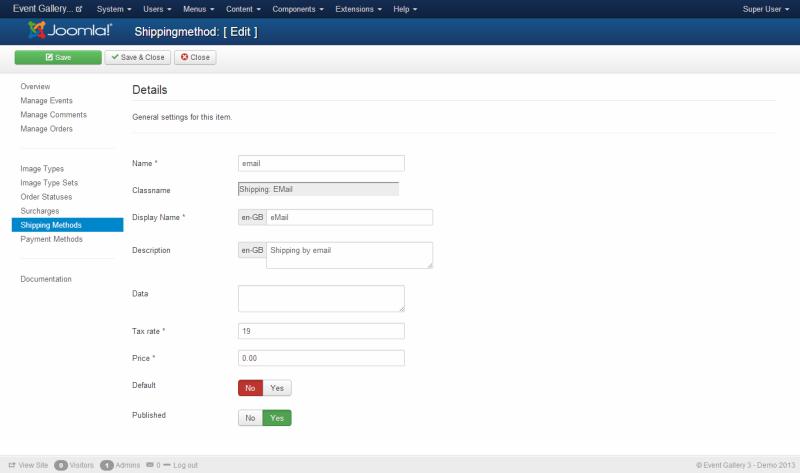 Event Gallery... System Users Menus Content Components Extensions Help Super User
Joomla! Shippingmethod: [ Edit ]
Save Save & Close Close
Overview
Manage Events
Manage Comments
Manage Orders
Image Types
Image Type Sets
Order Statuses
Surcharges
Shipping Methods
Payment Methods
Documentation
Details
General settings for this item.
Name * email
Classname Shipping: EMail
Display Name * en-GB eMail
Description en-GB Shipping by email
Data
Tax rate * 19
Price * 0.00
Default No Yes
Published No Yes
View Site 0 Visitors 1 Admins 0 Log out © Event Gallery 3 - Demo 2013